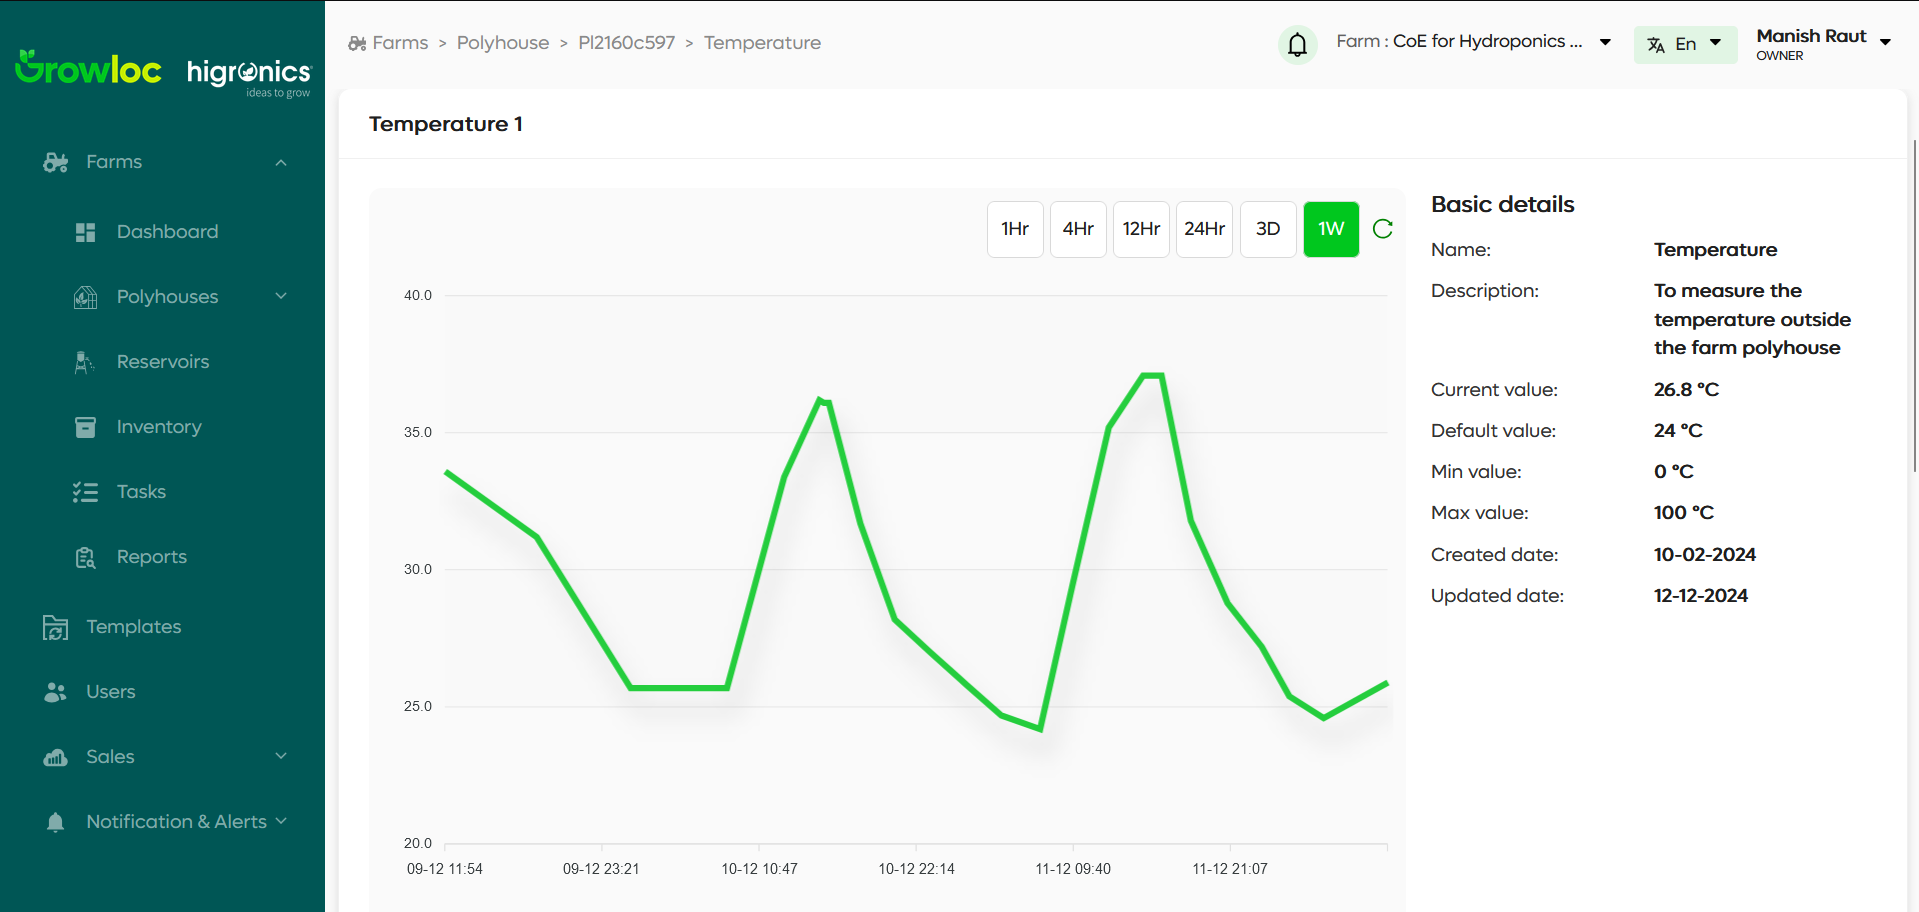 Growloc
higronics
ideas to grow
Farms
Dashboard
Polyhouses
Reservoirs
Inventory
Tasks
Reports
Templates
Users
Sales
Notification & Alerts
Farms > Polyhouse > Pl2160c597 > Temperature
Farm : CoE for Hydroponics ...
En
Manish Raut
OWNER
Temperature 1
1Hr 4Hr 12Hr 24Hr 3D 1W
40.0
35.0
30.0
25.0
20.0
09-12 11:54 09-12 23:21 10-12 10:47 10-12 22:14 11-12 09:40 11-12 21:07
Basic details
Name: Temperature
Description: To measure the
temperature outside
the farm polyhouse
Current value: 26.8 °C
Default value: 24 °C
Min value: 0 °C
Max value: 100 °C
Created date: 10-02-2024
Updated date: 12-12-2024